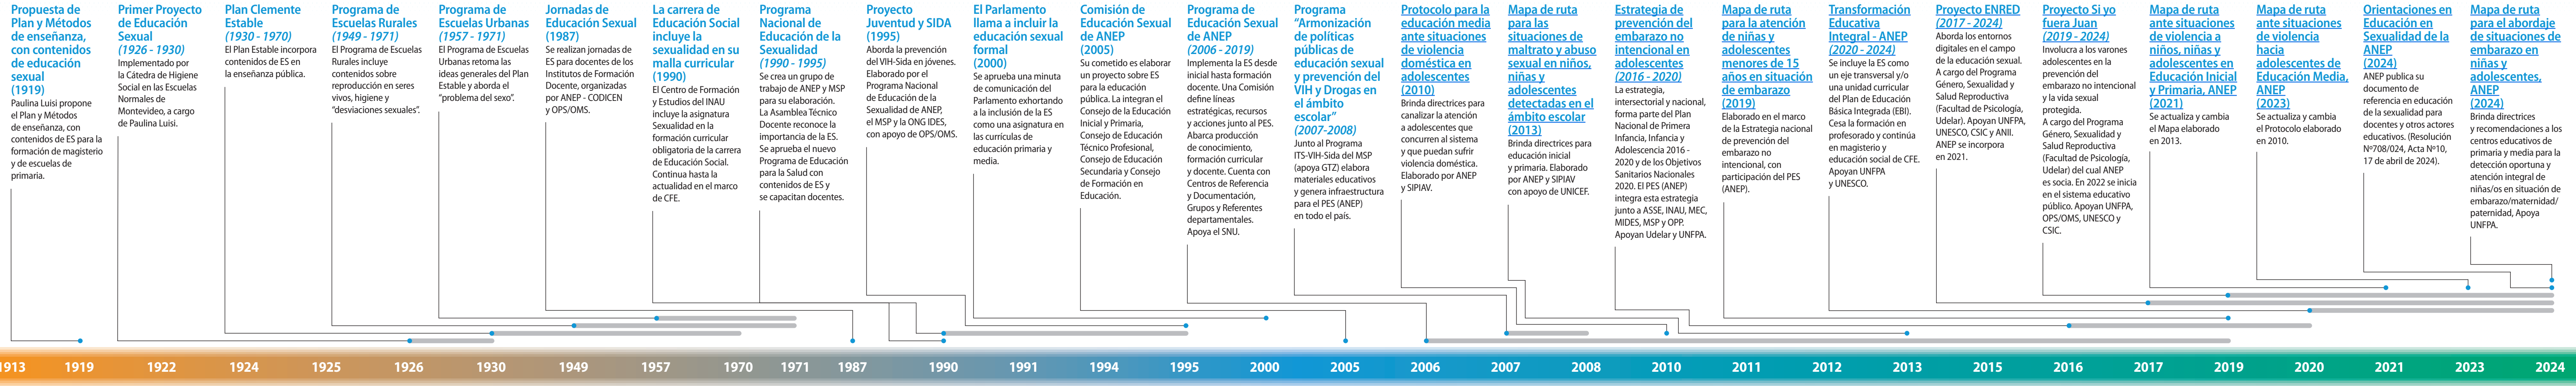 Propuesta de
Plan y Métodos
de enseñanza,
con contenidos
de educación
sexual
(1919)
Paulina Luisi propone
el Plan y Métodos
de enseñanza, con
contenidos de ES para la
formación de magisterio
y de escuelas de
primaria.
Primer Proyecto
de Educación
Sexual
(1926 - 1930)
Implementado por
la Cátedra de Higiene
Social en las Escuelas
Normales de
Montevideo, a cargo
de Paulina Luisi.
Plan Clemente
Estable
(1930 - 1970)
El Plan Estable incorpora
contenidos de ES en
la enseñanza pública.
Programa de
Escuelas Rurales
(1949 - 1971)
El Programa de Escuelas
Rurales incluye
contenidos sobre
reproducción en seres
vivos, higiene y
“desviaciones sexuales”.
Programa de
Escuelas Urbanas
(1957 - 1971)
El Programa de Escuelas
Urbanas retoma las
ideas generales del Plan
Estable y aborda el
“problema del sexo”.
Jornadas de
Educación Sexual
(1987)
Se realizan jornadas de
ES para docentes de los
Institutos de Formación
Docente, organizadas
por ANEP - CODICEN
y OPS/OMS.
La carrera de
Educación Social
incluye la
sexualidad en su
malla curricular
(1990)
El Centro de Formación
y Estudios del INAU
incluye la asignatura
Sexualidad en la
formación curricular
obligatoria de la carrera
de Educación Social.
Continua hasta la
actualidad en el marco
de CFE.
Programa
Nacional de
Educación de la
Sexualidad
(1990 - 1995)
Se crea un grupo de
trabajo de ANEP y MSP
para su elaboración.
La Asamblea Técnico
Docente reconoce la
importancia de la ES.
Se aprueba el nuevo
Programa de Educación
para la Salud con
contenidos de ES y
se capacitan docentes.
Proyecto
Juventud y SIDA
(1995)
Aborda la prevención
del VIH-Sida en jóvenes.
Elaborado por el
Programa Nacional
de Educación de la
Sexualidad de ANEP,
el MSP y la ONG IDES,
con apoyo de OPS/OMS.
El Parlamento
llama a incluir la
educación sexual
formal
(2000)
Se aprueba una minuta
de comunicación del
Parlamento exhortando
a la inclusión de la ES
como una asignatura en
las currículas de
educación primaria y
media.
Comisión de
Educación Sexual
de ANEP
(2005)
Su cometido es elaborar
un proyecto sobre ES
para la educación
pública. La integran el
Consejo de la Educación
Inicial y Primaria,
Consejo de Educación
Técnico Profesional,
Consejo de Educación
Secundaria y Consejo
de Formación en
Educación.
Programa de
Educación Sexual
de ANEP
(2006 - 2019)
Implementa la ES desde
inicial hasta formación
docente. Una Comisión
define líneas
estratégicas, recursos
y acciones junto al PES.
Abarca producción
de conocimiento,
formación curricular
y docente. Cuenta con
Centros de Referencia
y Documentación,
Grupos y Referentes
departamentales.
Apoya el SNU.
Programa
“Armonización
de políticas
públicas de
educación sexual
y prevención del
VIH y Drogas en
el ámbito
escolar”
(2007-2008)
Junto al Programa
ITS-VIH-Sida del MSP
(apoya GTZ) elabora
materiales educativos
y genera infraestructura
para el PES (ANEP)
en todo el país.
Protocolo para la
educación media
ante situaciones
de violencia
doméstica en
adolescentes
(2010)
Brinda directrices para
canalizar la atención
a adolescentes que
concurren al sistema
y que puedan sufrir
violencia doméstica.
Elaborado por ANEP
y SIPIAV.
Mapa de ruta
para las
situaciones de
maltrato y abuso
sexual en niños,
niñas y
adolescentes
detectadas en el
ámbito escolar
(2013)
Brinda directrices para
educación inicial
y primaria. Elaborado
por ANEP y SIPIAV
con apoyo de UNICEF.
Estrategia de
prevención del
embarazo no
intencional en
adolescentes
(2016 - 2020)
La estrategia,
intersectorial y nacional,
forma parte del Plan
Nacional de Primera
Infancia, Infancia y
Adolescencia 2016 -
2020 y de los Objetivos
Sanitarios Nacionales
2020. El PES (ANEP)
integra esta estrategia
junto a ASSE, INAU, MEC,
MIDES, MSP y OPP.
Apoyan Udelar y UNFPA.
Mapa de ruta
para la atención
de niñas y
adolescentes
menores de 15
años en situación
de embarazo
(2019)
Elaborado en el marco
de la Estrategia nacional
de prevención del
embarazo no
intencional, con
participación del PES
(ANEP).
Transformación
Educativa
Integral - ANEP
(2020 - 2024)
Se incluye la ES como
un eje transversal y/o
una unidad curricular
del Plan de Educación
Básica Integrada (EBI).
Cesa la formación en
profesorado y continúa
en magisterio y
educación social de CFE.
Apoyan UNFPA
y UNESCO.
Proyecto ENRED
(2017 - 2024)
Aborda los entornos
digitales en el campo
de la educación sexual.
A cargo del Programa
Género, Sexualidad y
Salud Reproductiva
(Facultad de Psicología,
Udelar). Apoyan UNFPA,
UNESCO, CSIC y ANII.
ANEP se incorpora
en 2021.
Proyecto Si yo
fuera Juan
(2019 - 2024)
Involucra a los varones
adolescentes en la
prevención del
embarazo no intencional
y la vida sexual
protegida.
A cargo del Programa
Género, Sexualidad y
Salud Reproductiva
(Facultad de Psicología,
Udelar) del cual ANEP
es socia. En 2022 se inicia
en el sistema educativo
público. Apoyan UNFPA,
OPS/OMS, UNESCO y
CSIC.
Mapa de ruta
ante situaciones
de violencia a
niños, niñas y
adolescentes en
Educación Inicial
y Primaria, ANEP
(2021)
Se actualiza y cambia
el Mapa elaborado
en 2013.
Mapa de ruta
ante situaciones
de violencia
hacia
adolescentes de
Educación Media,
ANEP
(2023)
Se actualiza y cambia
el Protocolo elaborado
en 2010.
Orientaciones en
Educación en
Sexualidad de la
ANEP
(2024)
ANEP publica su
documento de
referencia en educación
de la sexualidad para
docentes y otros actores
educativos. (Resolución
Nº708/024, Acta Nº10,
17 de abril de 2024).
Mapa de ruta
para el abordaje
de situaciones de
embarazo en
niñas y
adolescentes,
ANEP
(2024)
Brinda directrices
y recomendaciones a los
centros educativos de
primaria y media para la
detección oportuna y
atención integral de
niñas/os en situación de
embarazo/maternidad/
paternidad, Apoya
UNFPA.
1913 1919 1922 1924 1925 1926 1930 1949 1957 1970 1971 1987 1990 1991 1994 1995 2000 2005 2006 2007 2008 2010 2011 2013 2015 2016 2017 2019 2020 2021 2023 2024